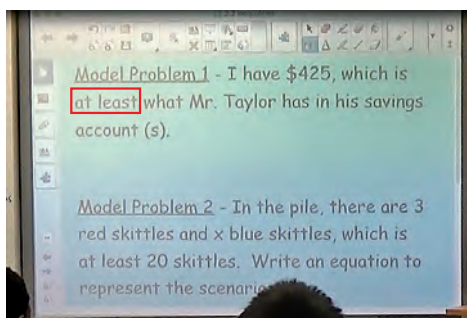 Model Problem 1 - I have $425, which is
at least what Mr. Taylor has in his savings
account (s).
Model Problem 2 - In the pile, there are 3
red skittles and x blue skittles, which is
at least 20 skittles. Write an equation to
represent the scenario